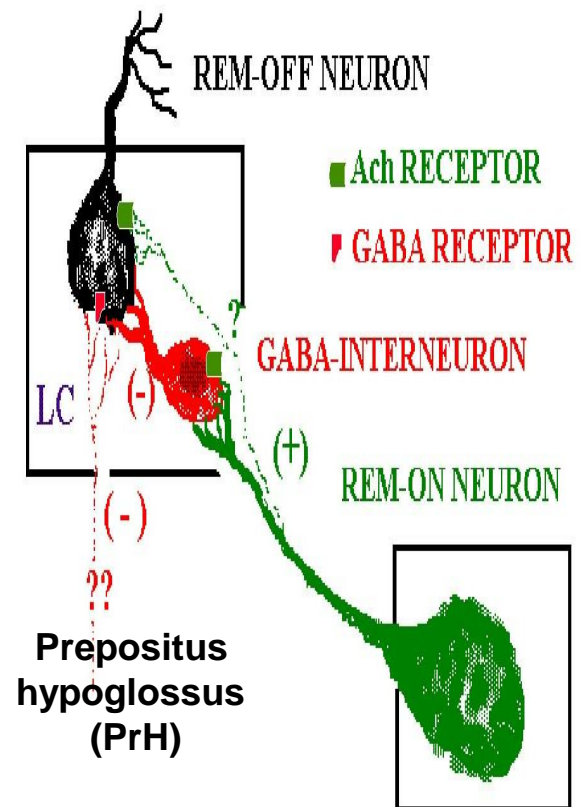 REM-OFF NEURON
Ach RECEPTOR
GABA RECEPTOR
?
GABA-INTERNEURON
LC
(-)
(+)
REM-ON NEURON
(-)
??
Prepositus
hypoglossus
(PrH)